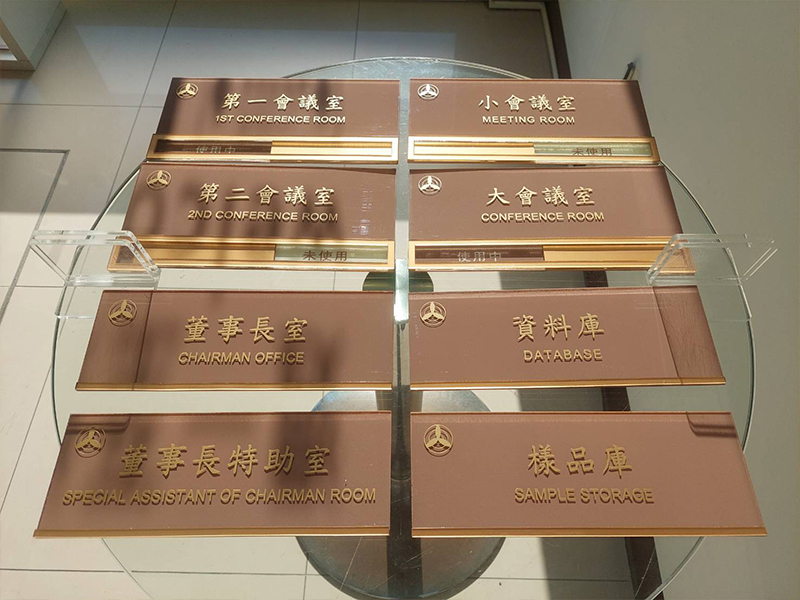 第一會議室
1ST CONFERENCE ROOM
使用中
小會議室
MEETING ROOM
未使用
第二會議室
2ND CONFERENCE ROOM
未使用
大會議室
CONFERENCE ROOM
使用中
董事長室
CHAIRMAN OFFICE
資料庫
DATABASE
董事長特助室
SPECIAL ASSISTANT OF CHAIRMAN ROOM
樣品庫
SAMPLE STORAGE